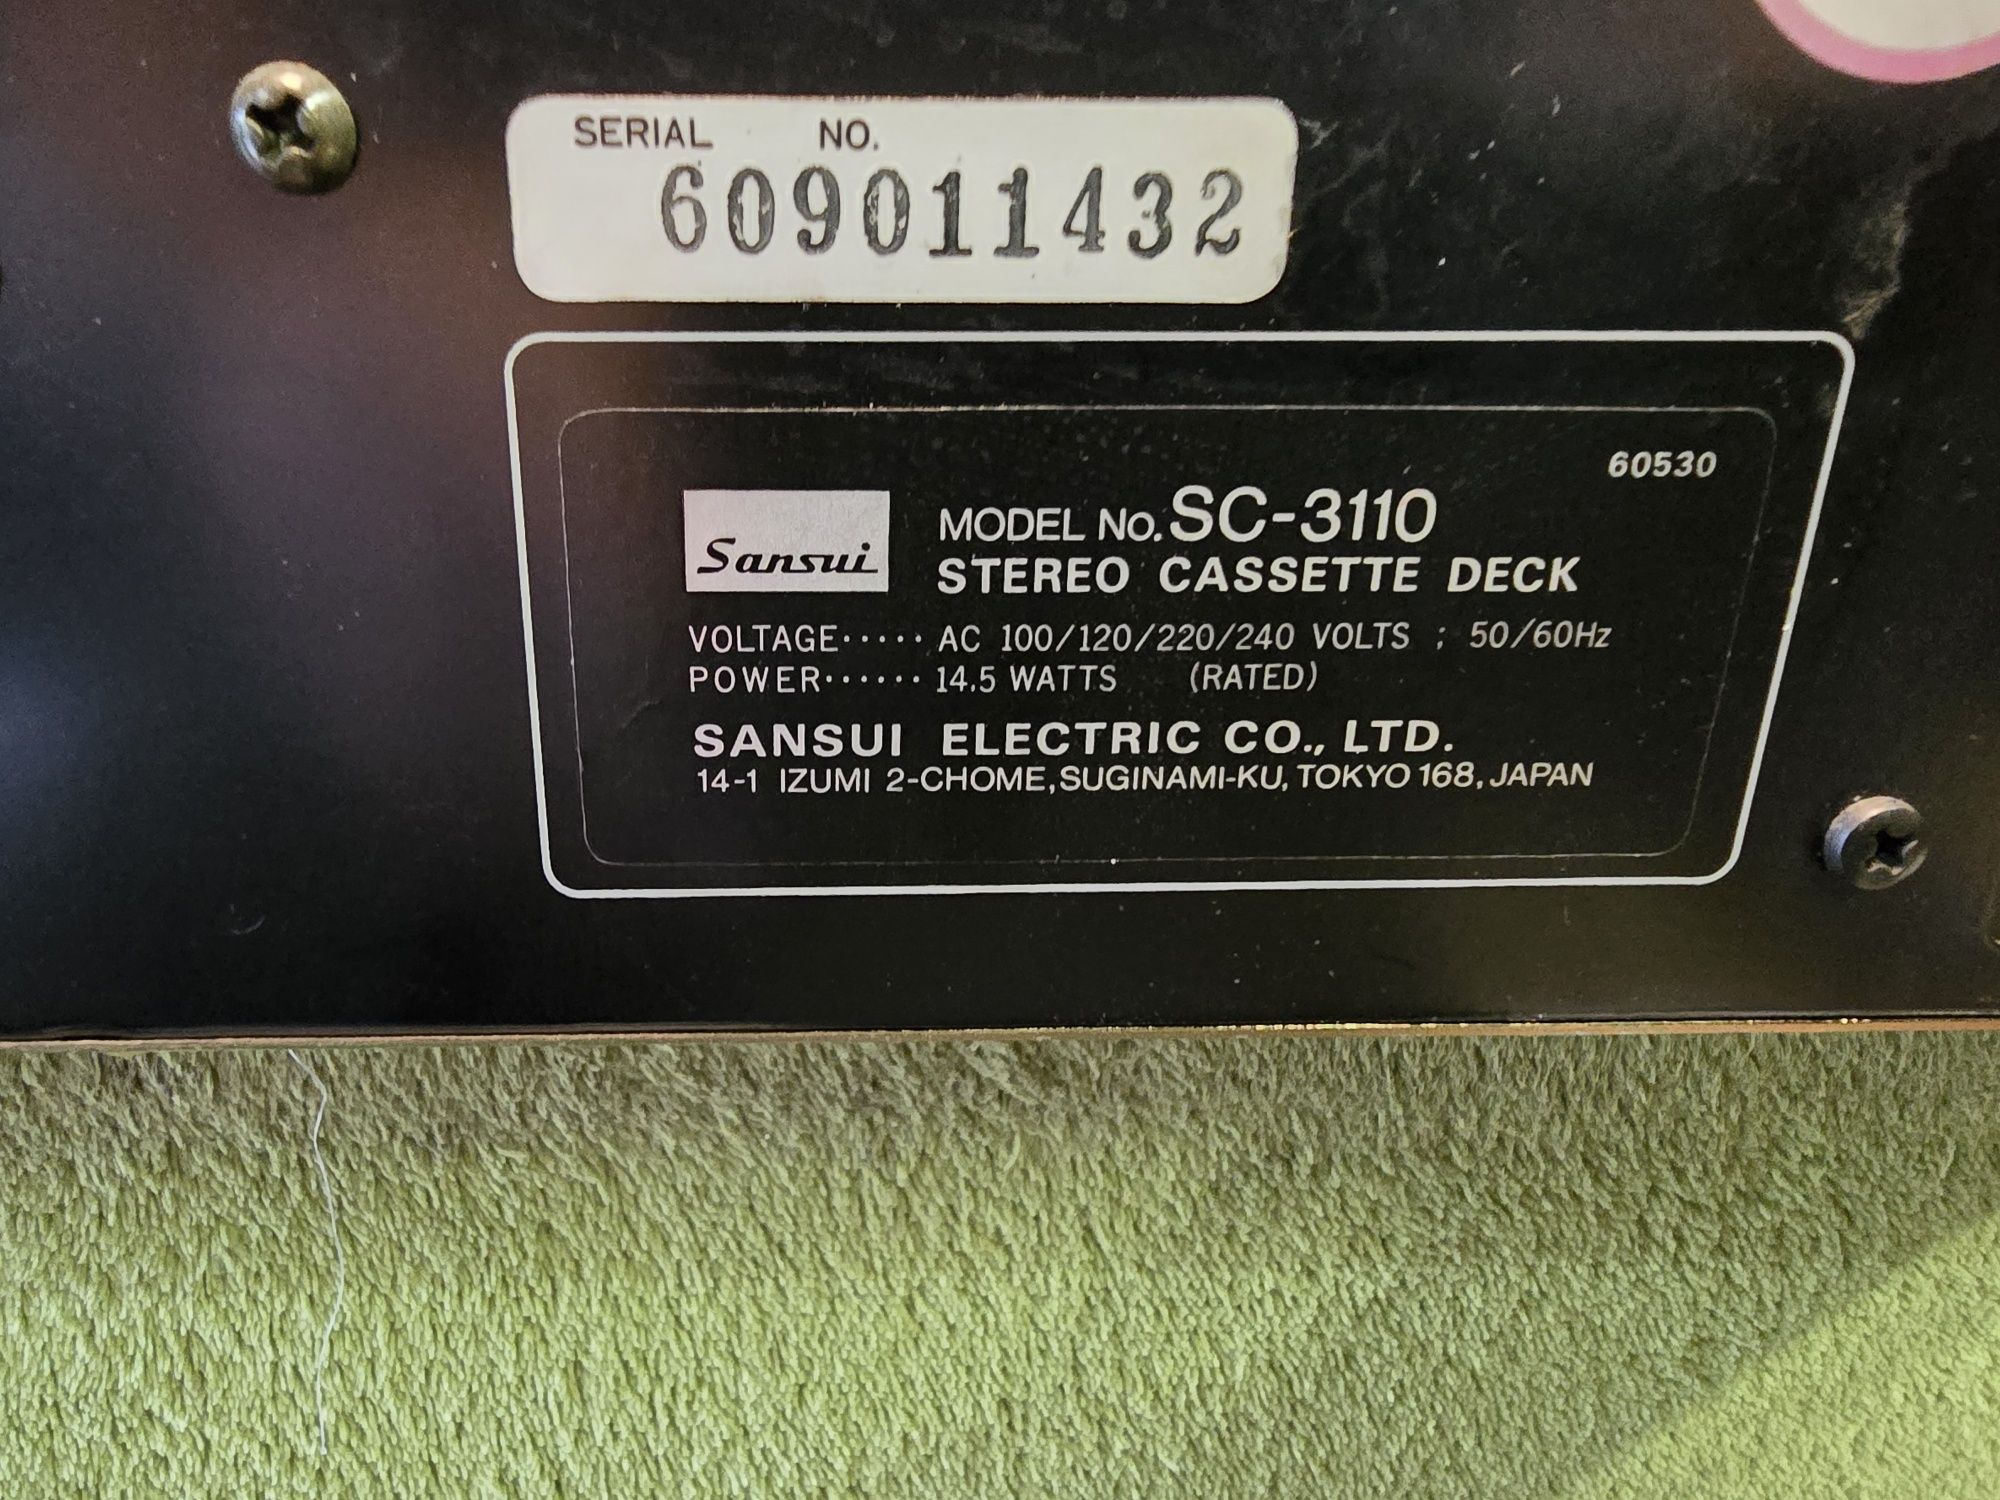 SERIAL NO.
609011432
60530
Sansui
MODEL No. SC-3110
STEREO CASSETTE DECK
VOLTAGE····· AC 100/120/220/240 VOLTS ; 50/60Hz
POWER······ 14.5 WATTS (RATED)
SANSUI ELECTRIC CO., LTD.
14-1 IZUMI 2-CHOME, SUGINAMI-KU, TOKYO 168, JAPAN